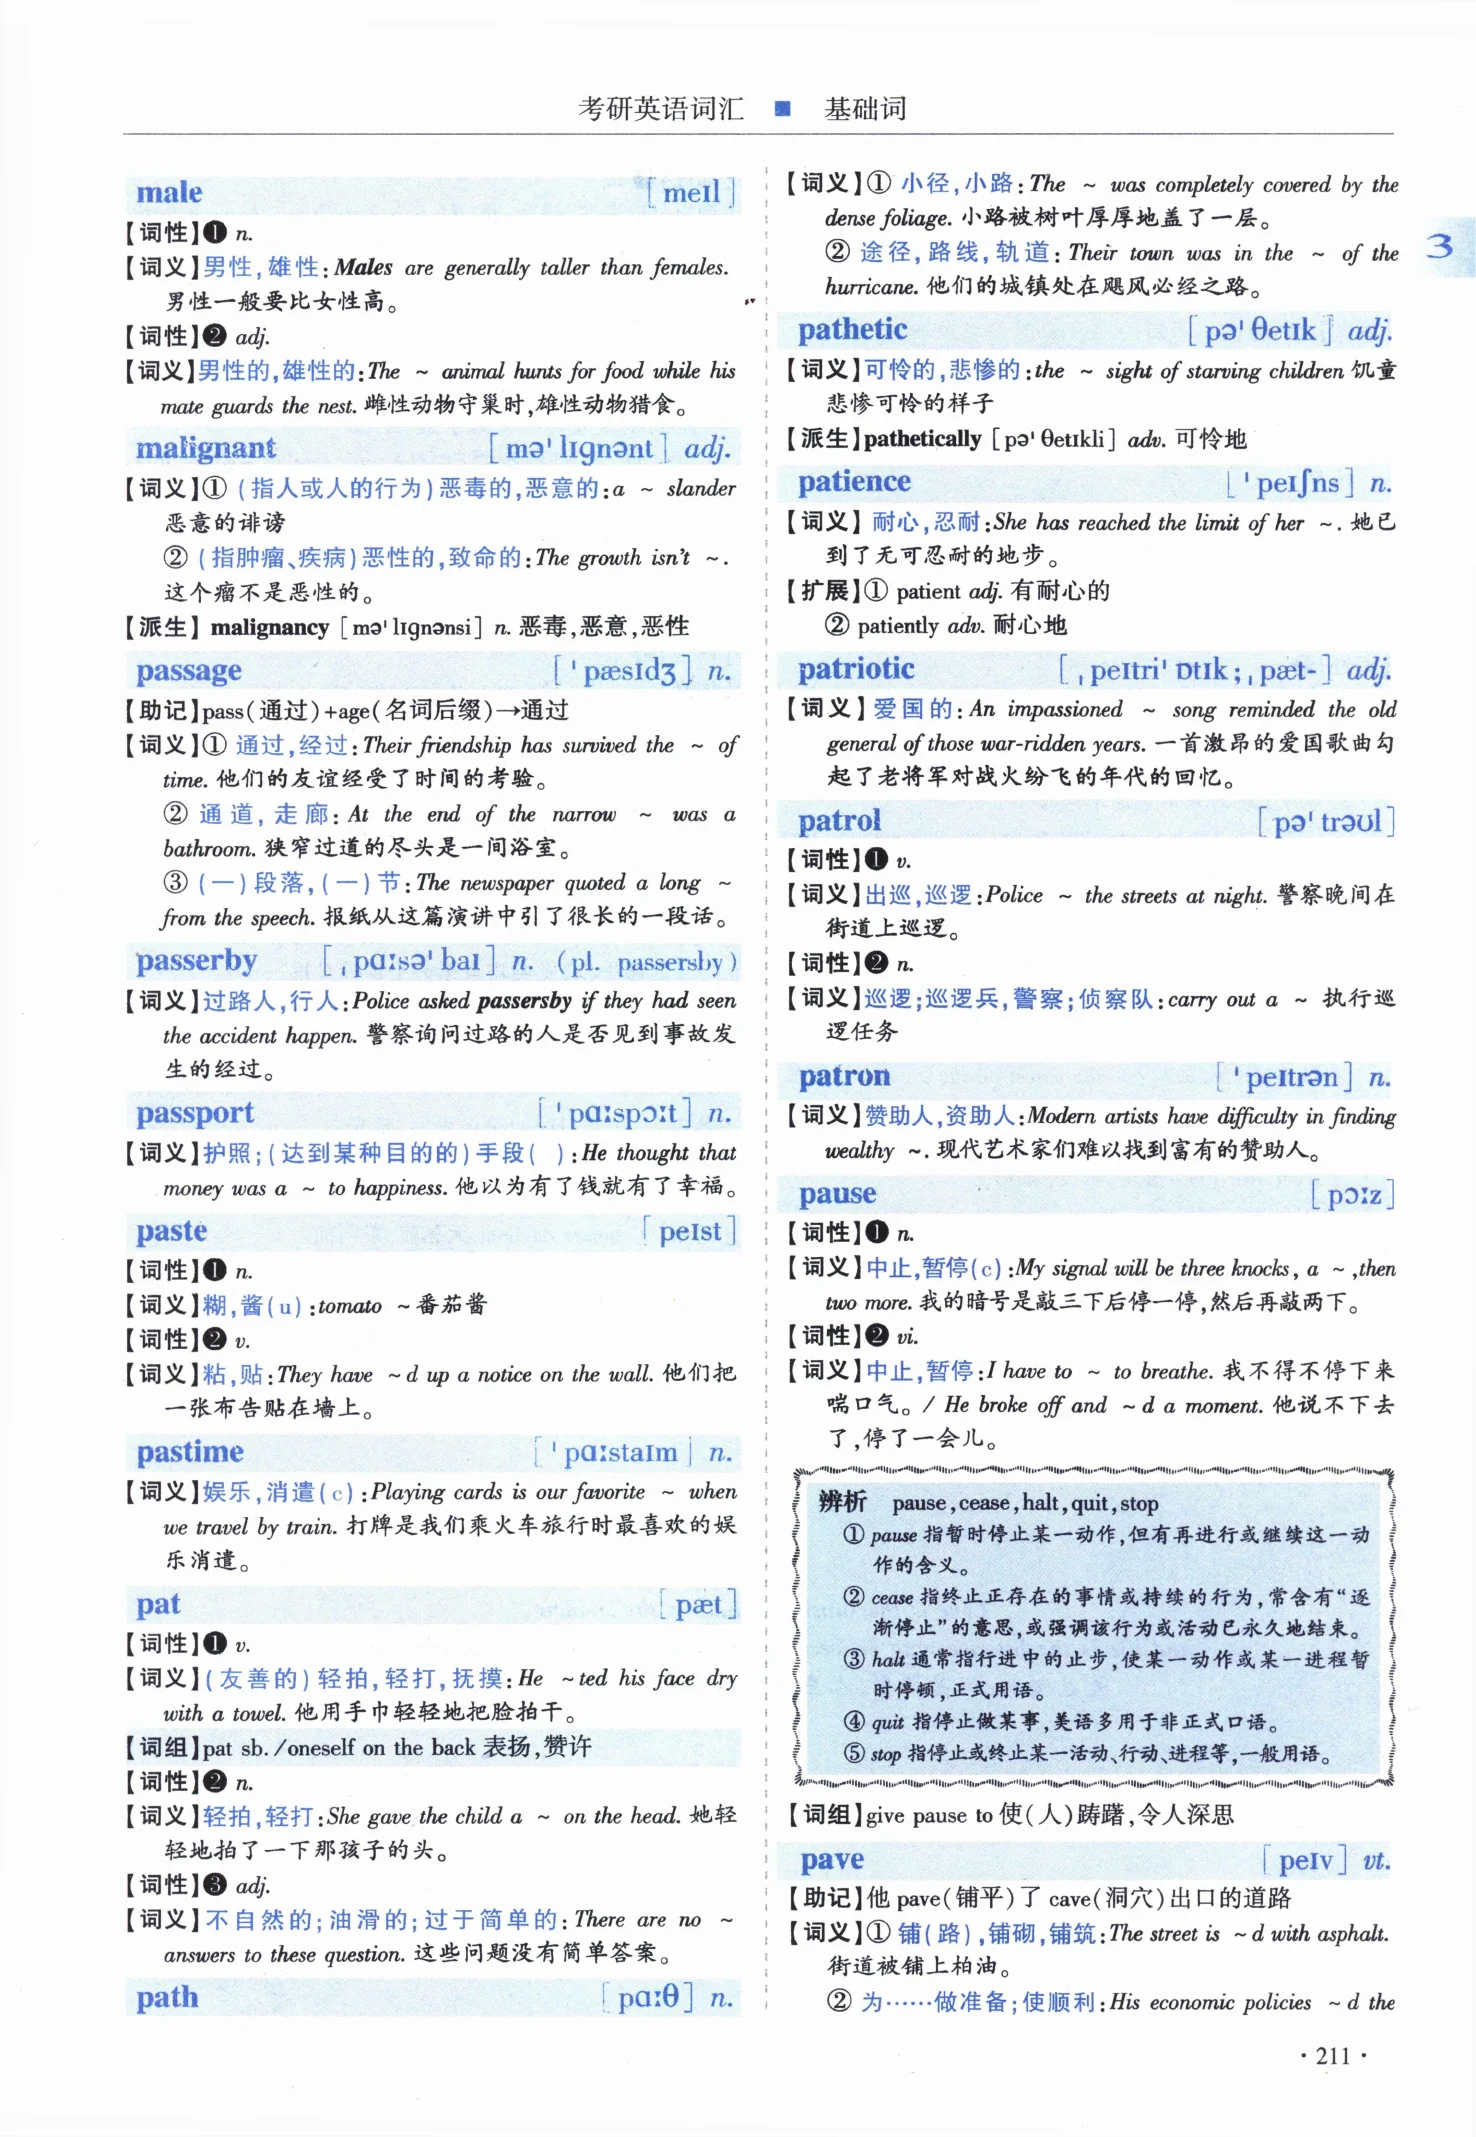 考研英语词汇 ■ 基础词
male [meɪl]
【词性】❶ n.
【词义】男性,雄性:Males are generally taller than females.
男性一般要比女性高。
【词性】❷ adj.
【词义】男性的,雄性的:The ~ animal hunts for food while his
mate guards the nest. 雌性动物守巢时,雄性动物猎食。
malignant [mə'lɪgnənt] adj.
【词义】① (指人或人的行为)恶毒的,恶意的:a ~ slander
恶意的诽谤
② (指肿瘤、疾病)恶性的,致命的:The growth isn't ~.
这个瘤不是恶性的。
【派生】malignancy [mə'lɪgnənsi] n. 恶毒,恶意,恶性
passage ['pæsɪdʒ] n.
【助记】pass(通过)+age(名词后缀)→通过
【词义】① 通过,经过:Their friendship has survived the ~ of
time. 他们的友谊经受了时间的考验。
② 通道,走廊:At the end of the narrow ~ was a
bathroom. 狭窄过道的尽头是一间浴室。
③ (一)段落,(一)节:The newspaper quoted a long ~
from the speech. 报纸从这篇演讲中引了很长的一段话。
passerby [ˌpɑːsə'baɪ] n. (pl. passersby)
【词义】过路人,行人:Police asked passersby if they had seen
the accident happen. 警察询问过路的人是否见到事故发
生的经过。
passport ['pɑːspɔːt] n.
【词义】护照;(达到某种目的的)手段( ):He thought that
money was a ~ to happiness. 他以为有了钱就有了幸福。
paste [peɪst]
【词性】❶ n.
【词义】糊,酱(u):tomato ~番茄酱
【词性】❷ v.
【词义】粘,贴:They have ~d up a notice on the wall. 他们把
一张布告贴在墙上。
pastime ['pɑːstaɪm] n.
【词义】娱乐,消遣(c):Playing cards is our favorite ~ when
we travel by train. 打牌是我们乘火车旅行时最喜欢的娱
乐消遣。
pat [pæt]
【词性】❶ v.
【词义】(友善的)轻拍,轻打,抚摸:He ~ted his face dry
with a towel. 他用手巾轻轻地把脸拍干。
【词组】pat sb./oneself on the back 表扬,赞许
【词性】❷ n.
【词义】轻拍,轻打:She gave the child a ~ on the head. 她轻
轻地拍了一下那孩子的头。
【词性】❸ adj.
【词义】不自然的;油滑的;过于简单的:There are no ~
answers to these question. 这些问题没有简单答案。
path [pɑːθ] n.
【词义】① 小径,小路:The ~ was completely covered by the
dense foliage. 小路被树叶厚厚地盖了一层。
② 途径,路线,轨道:Their town was in the ~ of the
hurricane. 他们的城镇处在飓风必经之路。
3
pathetic [pə'θetɪk] adj.
【词义】可怜的,悲惨的:the ~ sight of starving children 饥童
悲惨可怜的样子
【派生】pathetically [pə'θetɪkli] adv. 可怜地
patience ['peɪʃns] n.
【词义】耐心,忍耐:She has reached the limit of her ~. 她已
到了无可忍耐的地步。
【扩展】① patient adj. 有耐心的
② patiently adv. 耐心地
patriotic [ˌpeɪtri'ɒtɪk;ˌpæt-] adj.
【词义】爱国的:An impassioned ~ song reminded the old
general of those war-ridden years. 一首激昂的爱国歌曲勾
起了老将军对战火纷飞的年代的回忆。
patrol [pə'trəʊl]
【词性】❶ v.
【词义】出巡,巡逻:Police ~ the streets at night. 警察晚间在
街道上巡逻。
【词性】❷ n.
【词义】巡逻;巡逻兵,警察;侦察队:carry out a ~ 执行巡
逻任务
patron ['peɪtrən] n.
【词义】赞助人,资助人:Modern artists have difficulty in finding
wealthy ~. 现代艺术家们难以找到富有的赞助人。
pause [pɔːz]
【词性】❶ n.
【词义】中止,暂停(c):My signal will be three knocks, a ~,then
two more. 我的暗号是敲三下后停一停,然后再敲两下。
【词性】❷ vi.
【词义】中止,暂停:I have to ~ to breathe. 我不得不停下来
喘口气。/ He broke off and ~d a moment. 他说不下去
了,停了一会儿。
辨析 pause,cease,halt,quit,stop
① pause 指暂时停止某一动作,但有再进行或继续这一动
作的含义。
② cease 指终止正存在的事情或持续的行为,常含有“逐
渐停止”的意思,或强调该行为或活动已永久地结束。
③ halt 通常指行进中的止步,使某一动作或某一进程暂
时停顿,正式用语。
④ quit 指停止做某事,美语多用于非正式口语。
⑤ stop 指停止或终止某一活动、行动、进程等,一般用语。
【词组】give pause to 使(人)踌躇,令人深思
pave [peɪv] vt.
【助记】他 pave(铺平)了 cave(洞穴)出口的道路
【词义】① 铺(路),铺砌,铺筑:The street is ~d with asphalt.
街道被铺上柏油。
② 为……做准备;使顺利:His economic policies ~d the
·211·